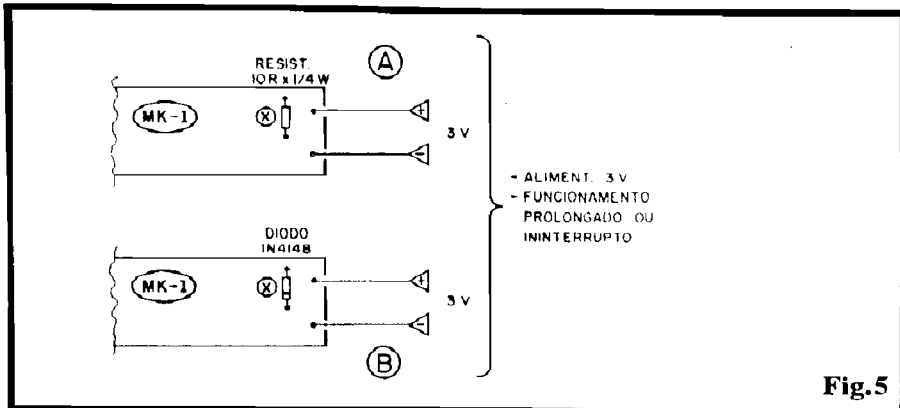 RESIST.
10R x 1/4 W
A
MK-1
X
+
3 V
-
DIODO
1N4148
MK-1
X
+
3 V
-
B
- ALIMENT. 3 V
- FUNCIONAMENTO
PROLONGADO OU
ININTERRUPTO
Fig.5